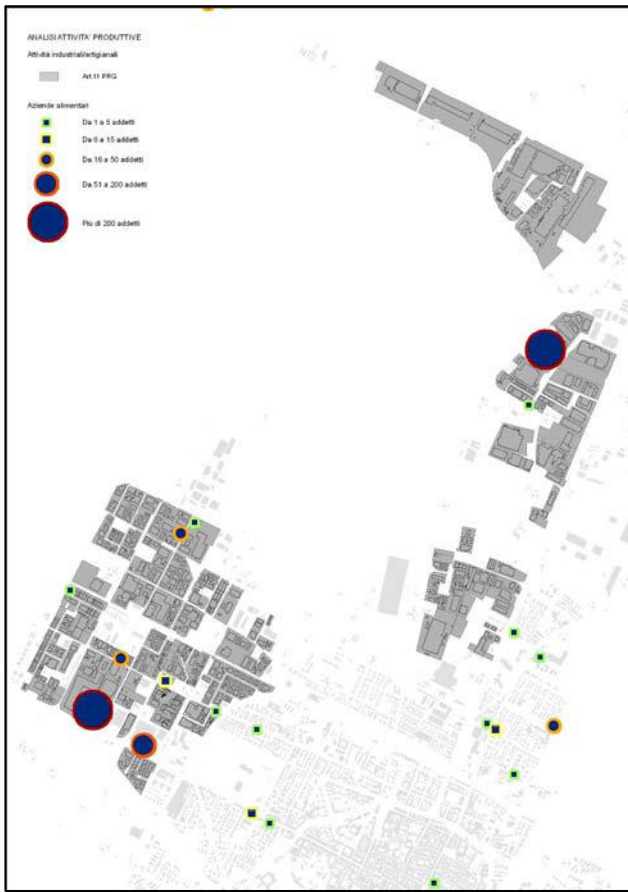 ANALISI ATTIVITA' PRODUTTIVE
Attività industriali/artigianali
Art.11 PRG
Aziende alimentari
Da 1 a 5 addetti
Da 6 a 15 addetti
Da 16 a 50 addetti
Da 51 a 200 addetti
Più di 200 addetti